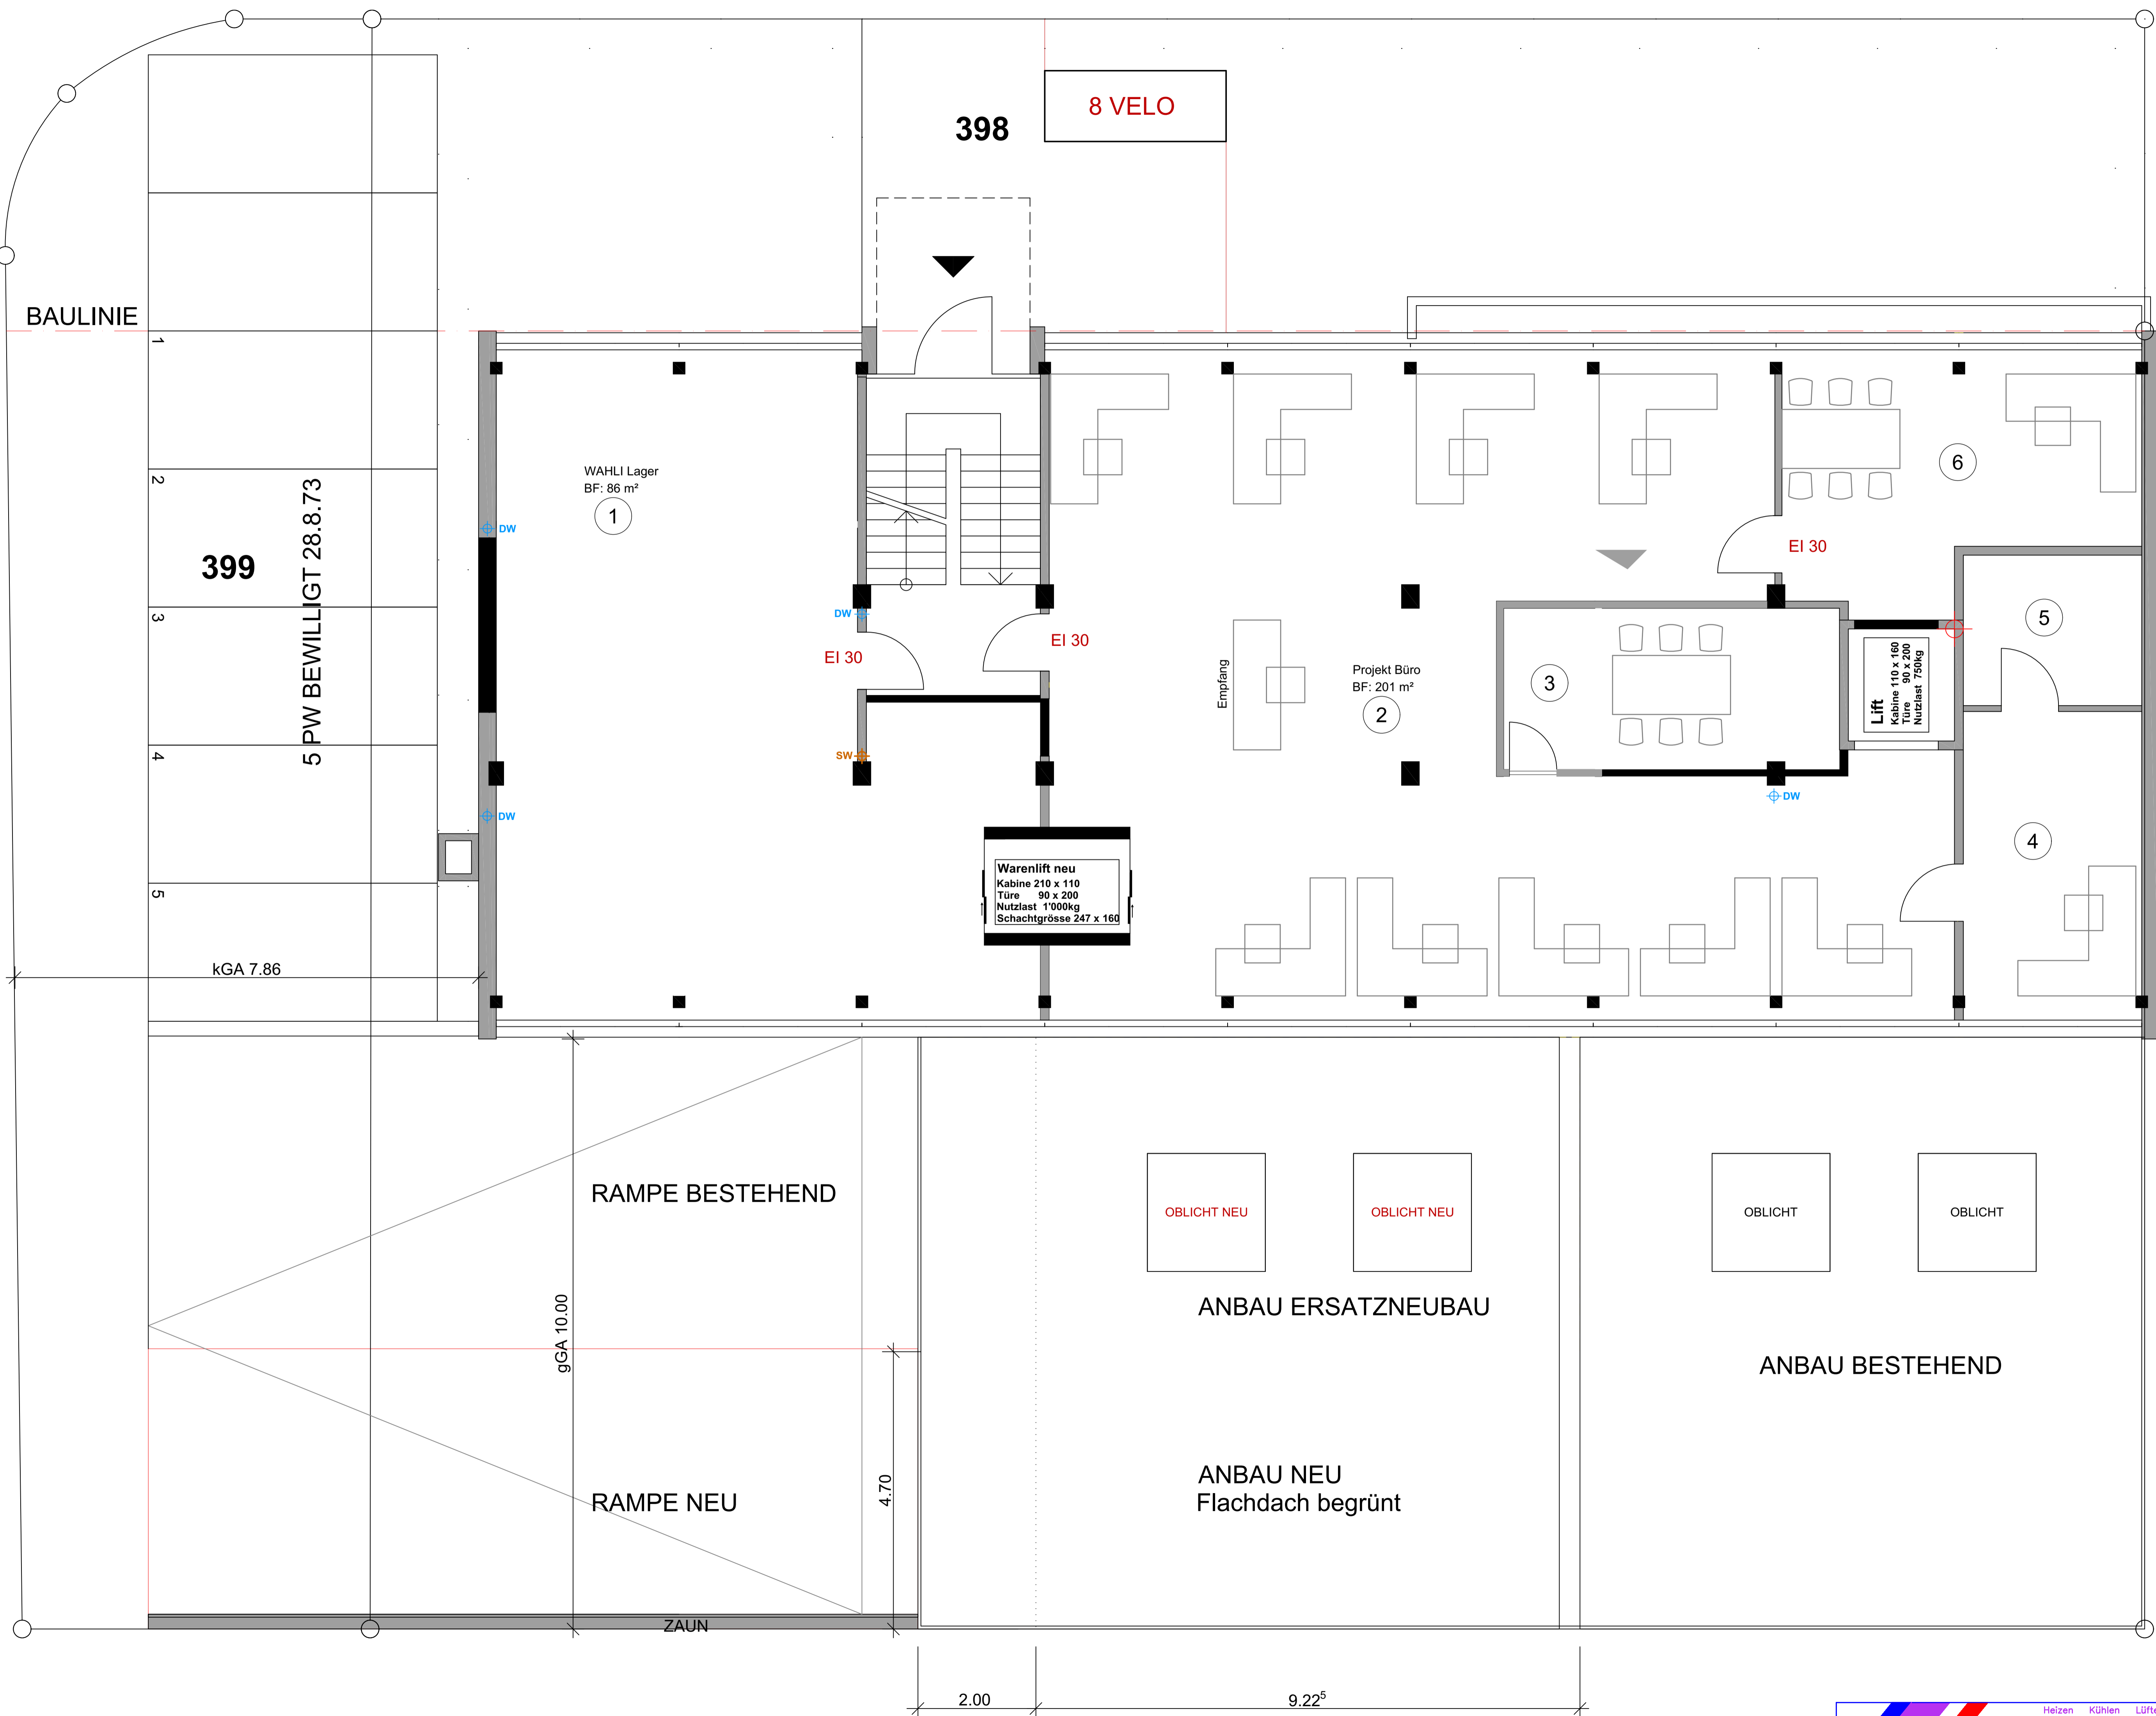 8 VELO
398
BAULINIE
1
2
3
4
5
399
5 PW BEWILLIGT 28.8.73
WAHLI Lager
BF: 86 m²
1
DW
DW
DW
SW
EI 30
EI 30
EI 30
6
5
Empfang
Projekt Büro
BF: 201 m²
2
3
Lift
Kabine 110 x 160
Türe 90 x 200
Nutzlast 750kg
DW
4
Warenlift neu
Kabine 210 x 110
Türe 90 x 200
Nutzlast 1'000kg
Schachtgrösse 247 x 160
kGA 7.86
RAMPE BESTEHEND
OBLICHT NEU
OBLICHT NEU
OBLICHT
OBLICHT
gGA 10.00
ANBAU ERSATZNEUBAU
ANBAU BESTEHEND
4.70
RAMPE NEU
ANBAU NEU
Flachdach begrünt
ZAUN
2.00
9.22⁵
Heizen Kühlen